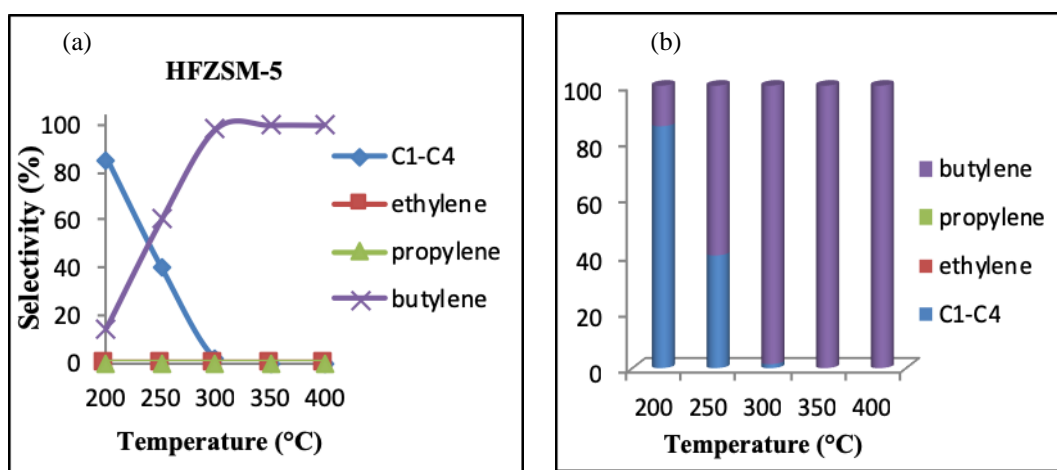 (a)
HFZSM-5
Selectivity (%)
100
80
60
40
20
0
200 250 300 350 400
Temperature (°C)
C1-C4
ethylene
propylene
butylene
(b)
100
80
60
40
20
0
200 250 300 350 400
Temperature (°C)
butylene
propylene
ethylene
C1-C4